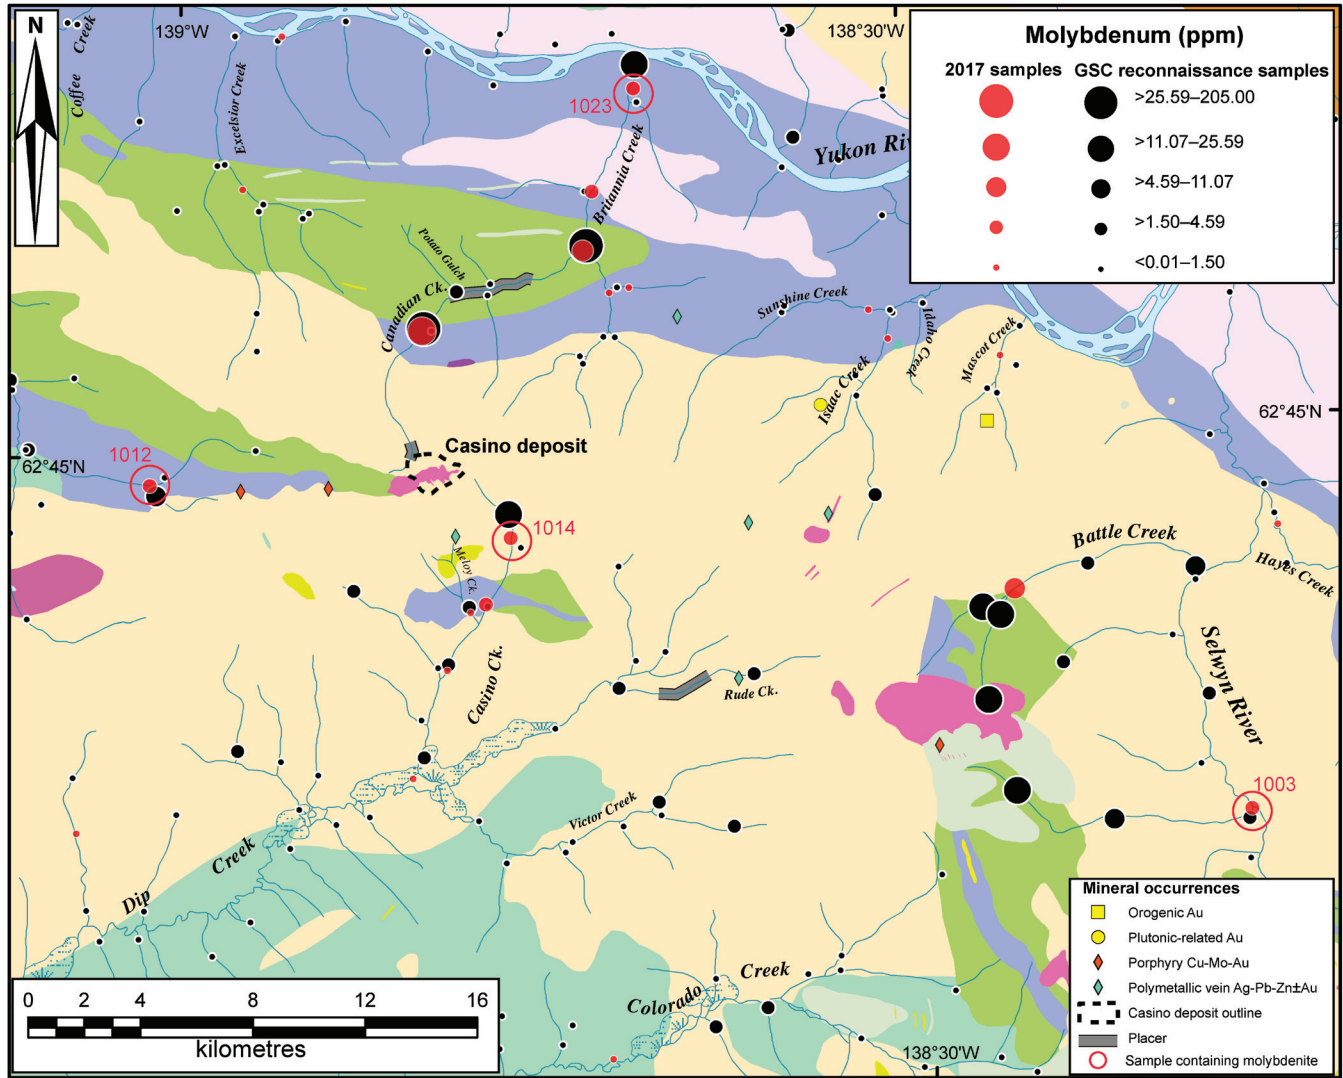 N
139°W
138°30'W
Coffee Creek
Excelsior Creek
1023
Britannia Creek
Yukon Riv
Potato Gulch
Canadian Ck.
Sunshine Creek
Idaho Creek
Isaac Creek
Mascot Creek
62°45'N
Casino deposit
62°45'N
1012
1014
Meloy Ck.
Battle Creek
Hayes Creek
Selwyn River
Casino Ck.
Rude Ck.
1003
Victor Creek
Dip Creek
Colorado Creek
138°30'W
Molybdenum (ppm)
2017 samples GSC reconnaissance samples
>25.59–205.00
>11.07–25.59
>4.59–11.07
>1.50–4.59
<0.01–1.50
Mineral occurrences
Orogenic Au
Plutonic-related Au
Porphyry Cu-Mo-Au
Polymetallic vein Ag-Pb-Zn±Au
Casino deposit outline
Placer
Sample containing molybdenite
0 2 4 8 12 16
kilometres